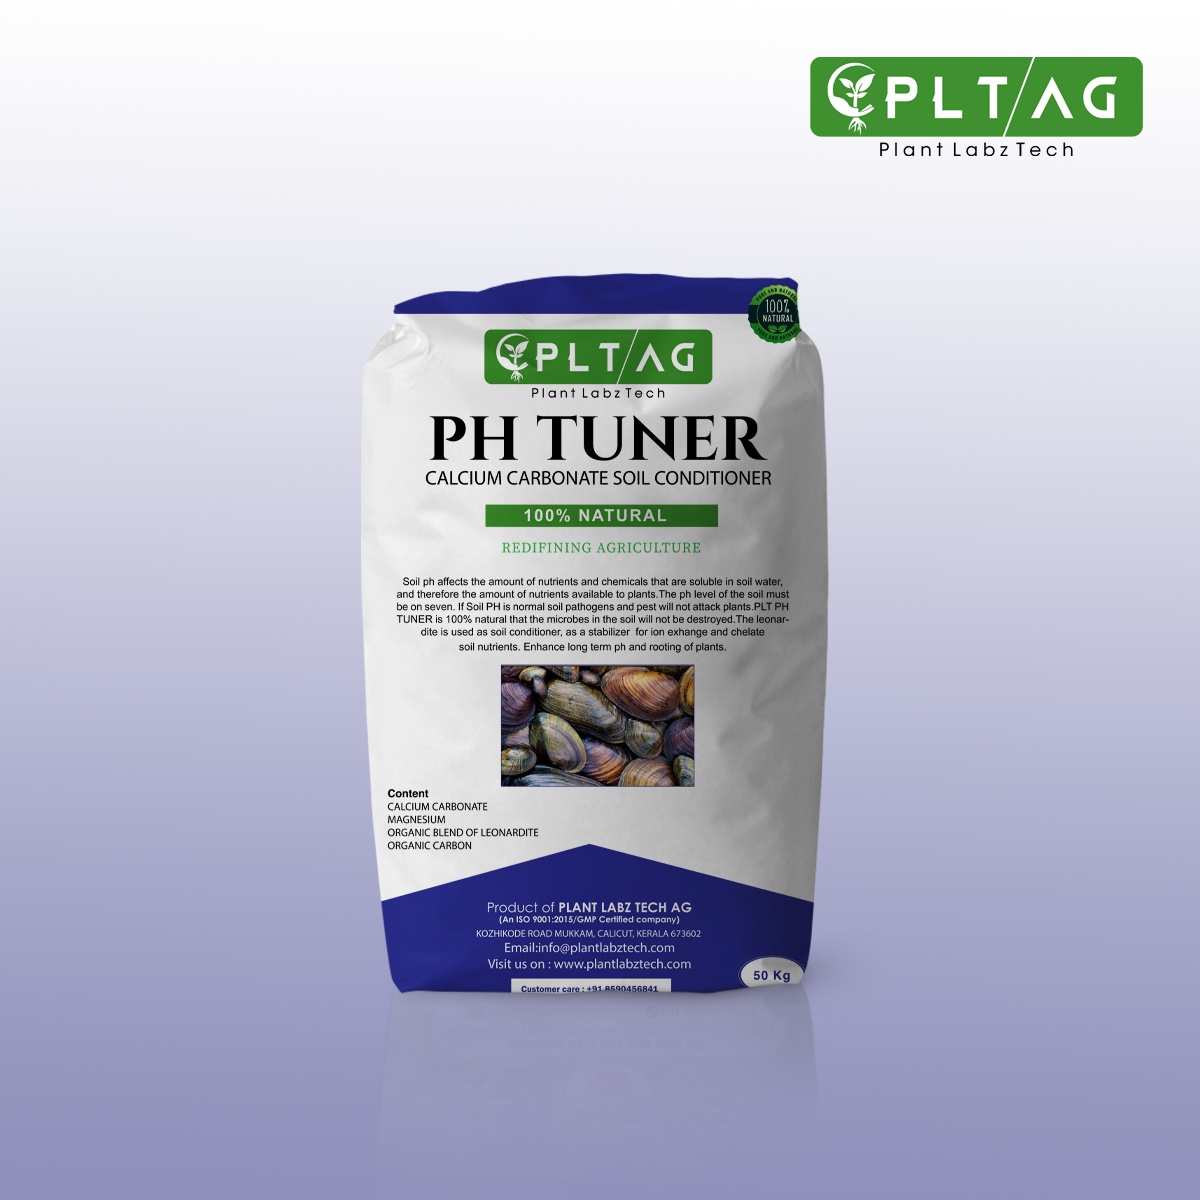 PLT/AG
Plant Labz Tech
PURE AND NATURAL
100%
NATURAL
PURE AND NATURAL
PLT/AG
Plant Labz Tech
PH TUNER
CALCIUM CARBONATE SOIL CONDITIONER
100% NATURAL
REDIFINING AGRICULTURE
Soil ph affects the amount of nutrients and chemicals that are soluble in soil water,
and therefore the amount of nutrients available to plants.The ph level of the soil must
be on seven. If Soil PH is normal soil pathogens and pest will not attack plants.PLT PH
TUNER is 100% natural that the microbes in the soil will not be destroyed.The leonar-
dite is used as soil conditioner, as a stabilizer for ion exhange and chelate
soil nutrients. Enhance long term ph and rooting of plants.
Content
CALCIUM CARBONATE
MAGNESIUM
ORGANIC BLEND OF LEONARDITE
ORGANIC CARBON
Product of PLANT LABZ TECH AG
(An ISO 9001:2015/GMP Certified company)
KOZHIKODE ROAD MUKKAM, CALICUT, KERALA 673602
Email:info@plantlabztech.com
Visit us on : www.plantlabztech.com
50 Kg
Customer care : +91 8590456841